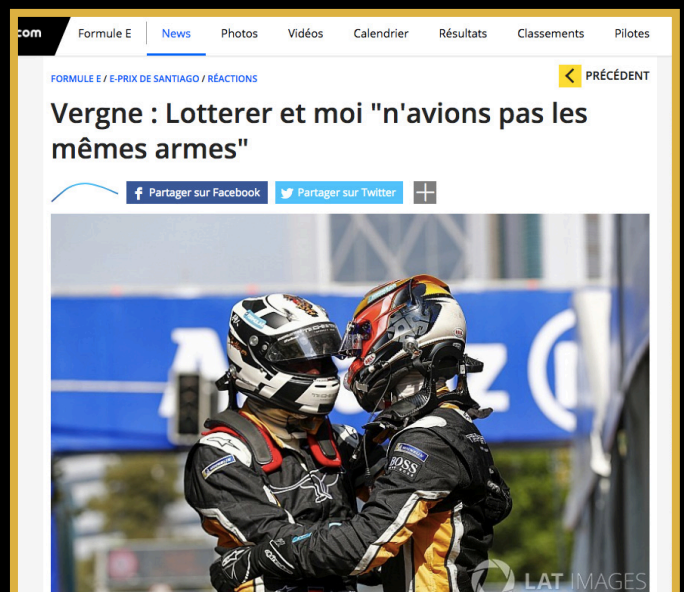 com
Formule E
News
Photos
Vidéos
Calendrier
Résultats
Classements
Pilotes
FORMULE E / E-PRIX DE SANTIAGO / RÉACTIONS
PRÉCÉDENT
Vergne : Lotterer et moi "n'avions pas les
mêmes armes"
Partager sur Facebook
Partager sur Twitter
BOSS
LAT IMAGES